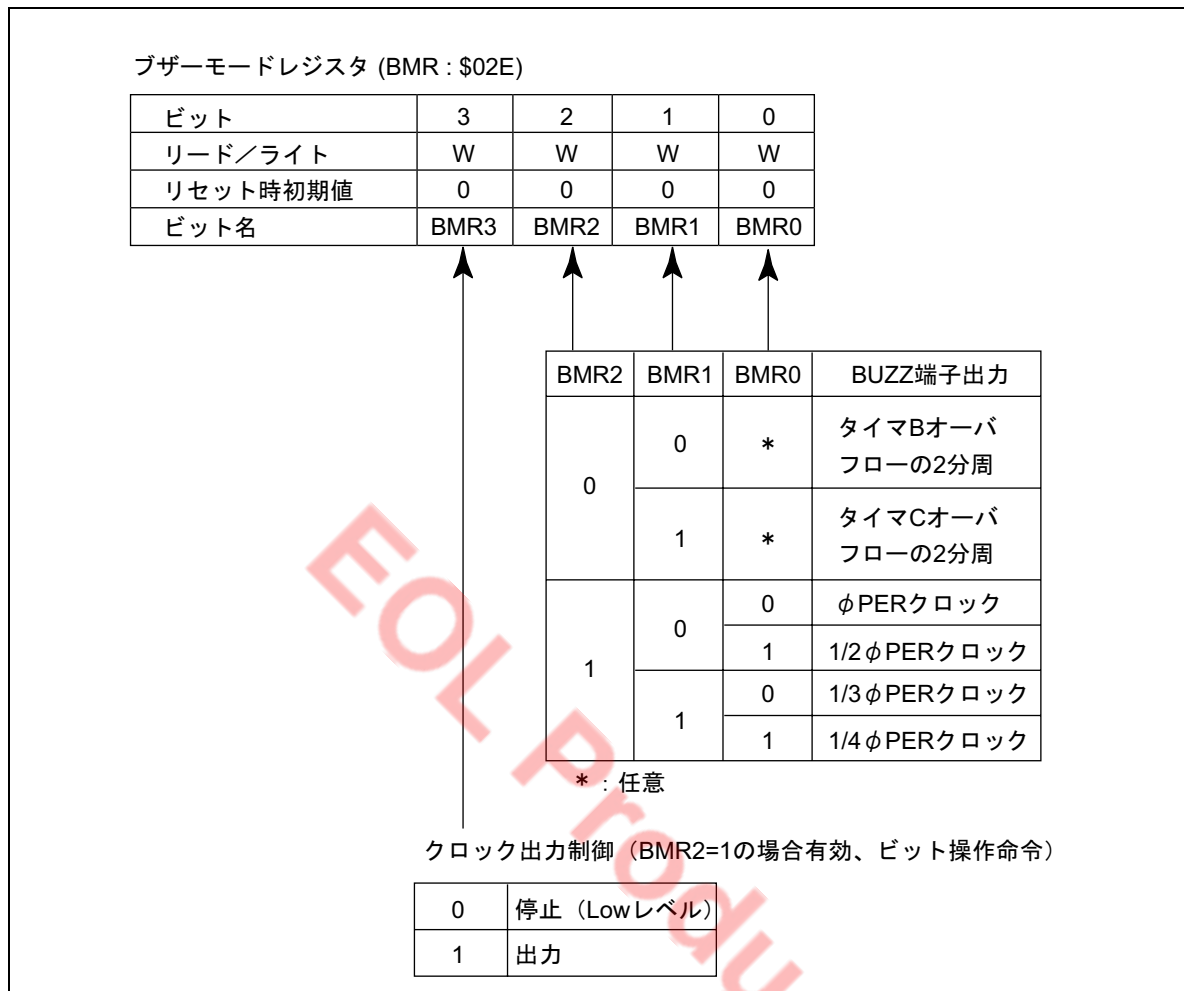 ブザーモードレジスタ (BMR : $02E)
ビット 3 2 1 0
リード／ライト W W W W
リセット時初期値 0 0 0 0
ビット名 BMR3 BMR2 BMR1 BMR0
BMR2 BMR1 BMR0 BUZZ端子出力
0 0 * タイマBオーバ
フローの2分周
1 * タイマCオーバ
フローの2分周
1 0 0 φPERクロック
1 1/2φPERクロック
1 0 1/3φPERクロック
1 1/4φPERクロック
* : 任意
クロック出力制御（BMR2=1の場合有効、ビット操作命令）
0 停止（Lowレベル）
1 出力
EOL Produ